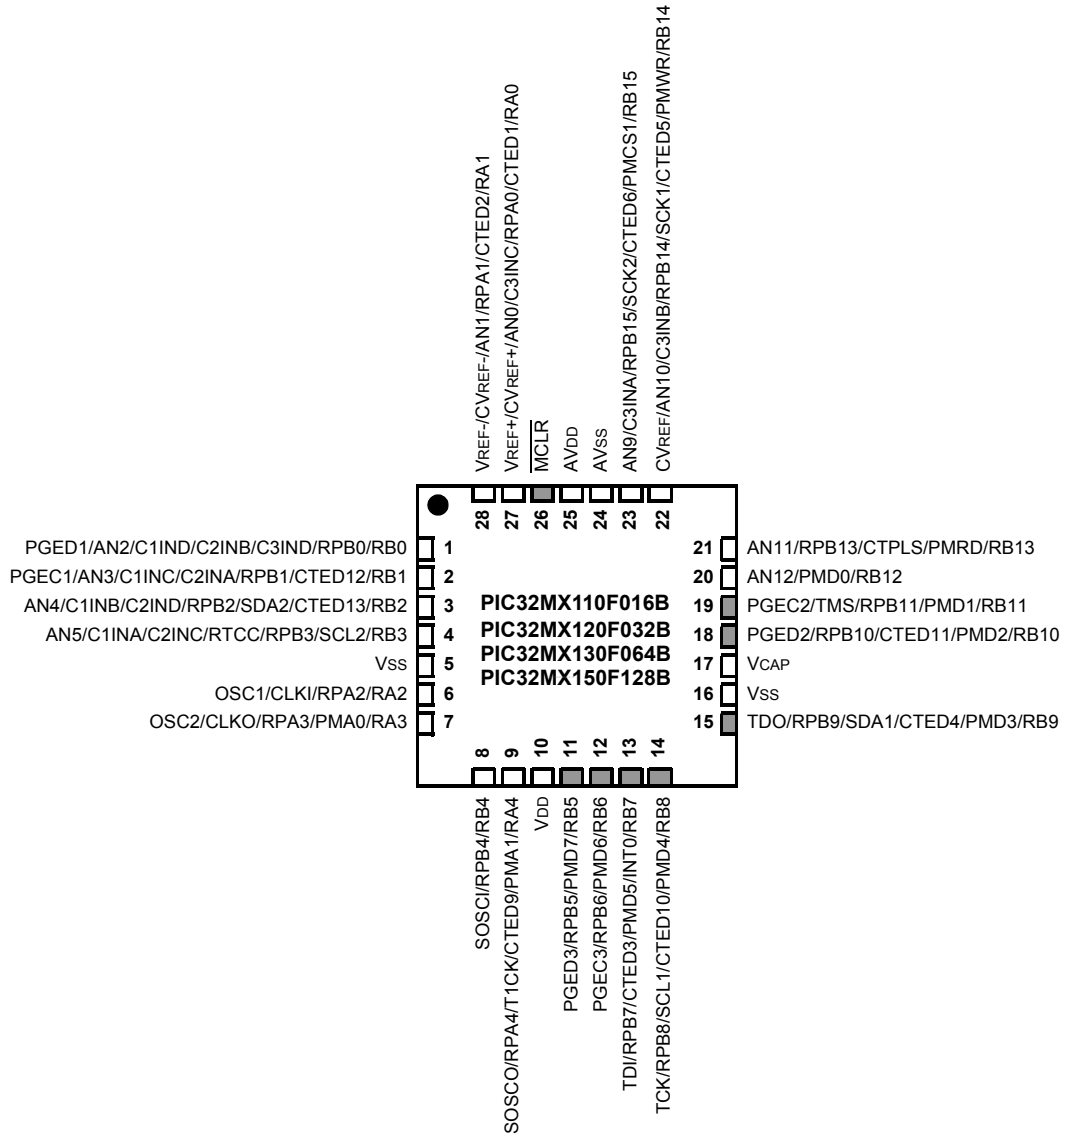 VREF-/CVREF-/AN1/RPA1/CTED2/RA1
VREF+/CVREF+/AN0/C3INC/RPA0/CTED1/RA0
MCLR
AVDD
AVSS
AN9/C3INA/RPB15/SCK2/CTED6/PMCS1/RB15
CVREF/AN10/C3INB/RPB14/SCK1/CTED5/PMWR/RB14
28
27
26
25
24
23
22
PGED1/AN2/C1IND/C2INB/C3IND/RPB0/RB0 1
PGEC1/AN3/C1INC/C2INA/RPB1/CTED12/RB1 2
AN4/C1INB/C2IND/RPB2/SDA2/CTED13/RB2 3
AN5/C1INA/C2INC/RTCC/RPB3/SCL2/RB3 4
VSS 5
OSC1/CLKI/RPA2/RA2 6
OSC2/CLKO/RPA3/PMA0/RA3 7
PIC32MX110F016B
PIC32MX120F032B
PIC32MX130F064B
PIC32MX150F128B
21 AN11/RPB13/CTPLS/PMRD/RB13
20 AN12/PMD0/RB12
19 PGEC2/TMS/RPB11/PMD1/RB11
18 PGED2/RPB10/CTED11/PMD2/RB10
17 VCAP
16 VSS
15 TDO/RPB9/SDA1/CTED4/PMD3/RB9
8
9
10
11
12
13
14
SOSCI/RPB4/RB4
SOSCO/RPA4/T1CK/CTED9/PMA1/RA4
VDD
PGED3/RPB5/PMD7/RB5
PGEC3/RPB6/PMD6/RB6
TDI/RPB7/CTED3/PMD5/INT0/RB7
TCK/RPB8/SCL1/CTED10/PMD4/RB8